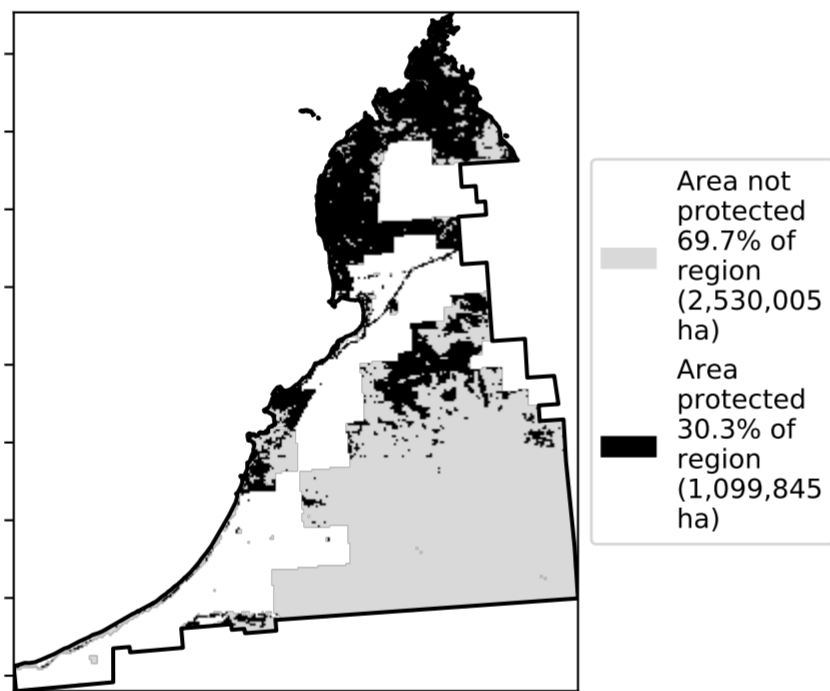 Area not
protected
69.7% of
region
(2,530,005
ha)
Area
protected
30.3% of
region
(1,099,845
ha)